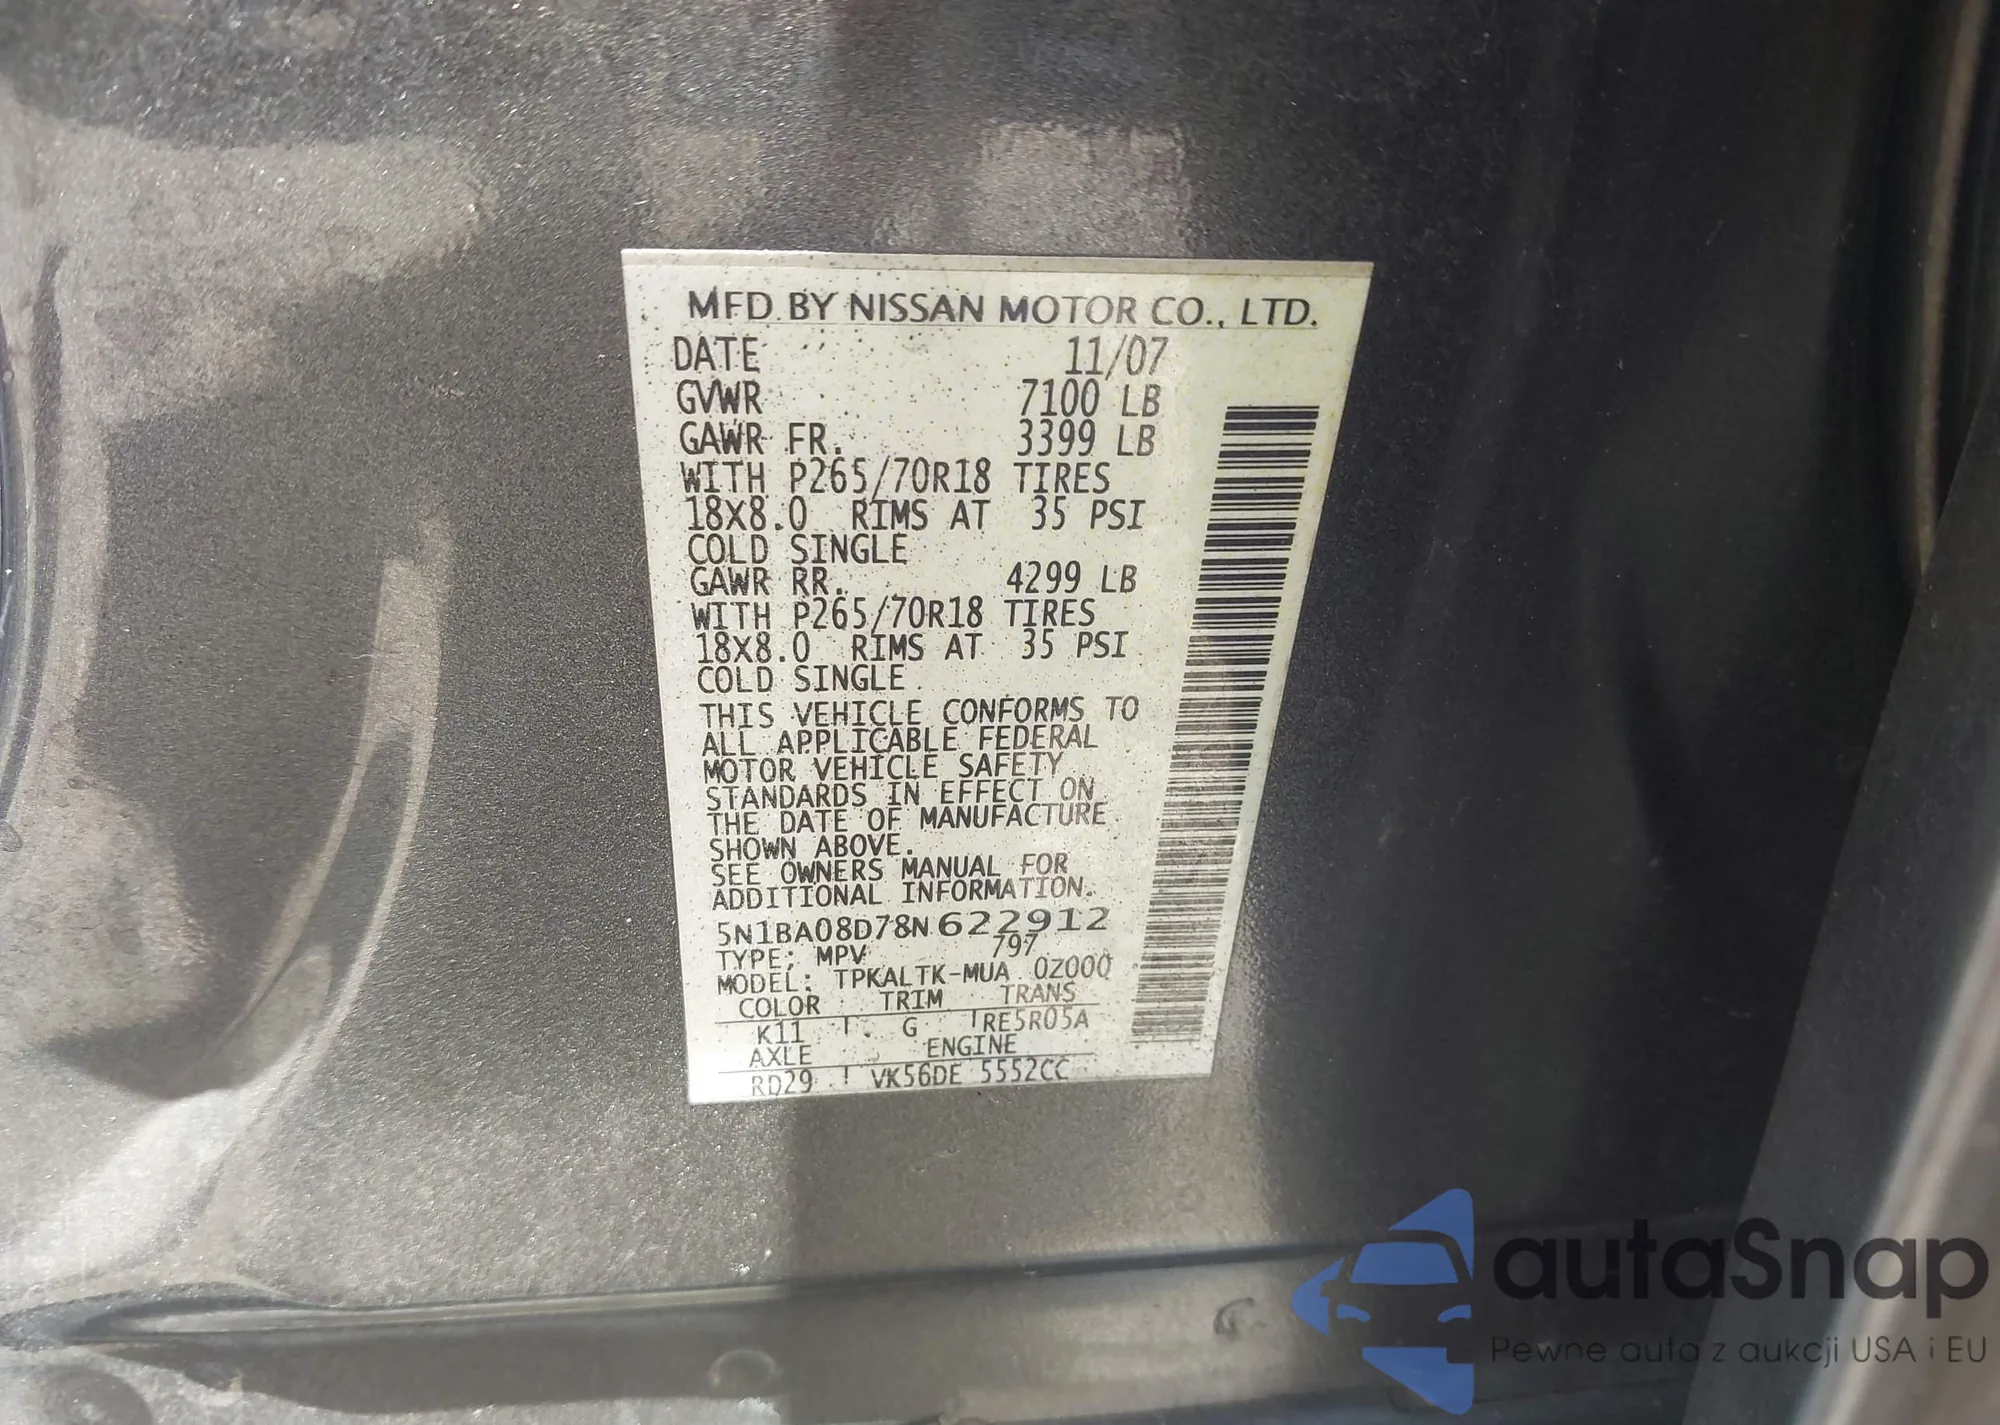 MFD. BY NISSAN MOTOR CO., LTD.
DATE 11/07
GVWR 7100 LB
GAWR FR. 3399 LB
WITH P265/70R18 TIRES
18X8.0 RIMS AT 35 PSI
COLD SINGLE
GAWR RR. 4299 LB
WITH P265/70R18 TIRES
18X8.0 RIMS AT 35 PSI
COLD SINGLE
THIS VEHICLE CONFORMS TO
ALL APPLICABLE FEDERAL
MOTOR VEHICLE SAFETY
STANDARDS IN EFFECT ON
THE DATE OF MANUFACTURE
SHOWN ABOVE.
SEE OWNERS MANUAL FOR
ADDITIONAL INFORMATION.
5N1BA08D78N622912
TYPE: MPV 797
MODEL: TPKALTK-MUA 0Z00Q
COLOR TRIM TRANS
K11 G RE5R05A
AXLE ENGINE
RD29 VK56DE 5552CC
autaSnap
Pewne auta z aukcji USA i EU